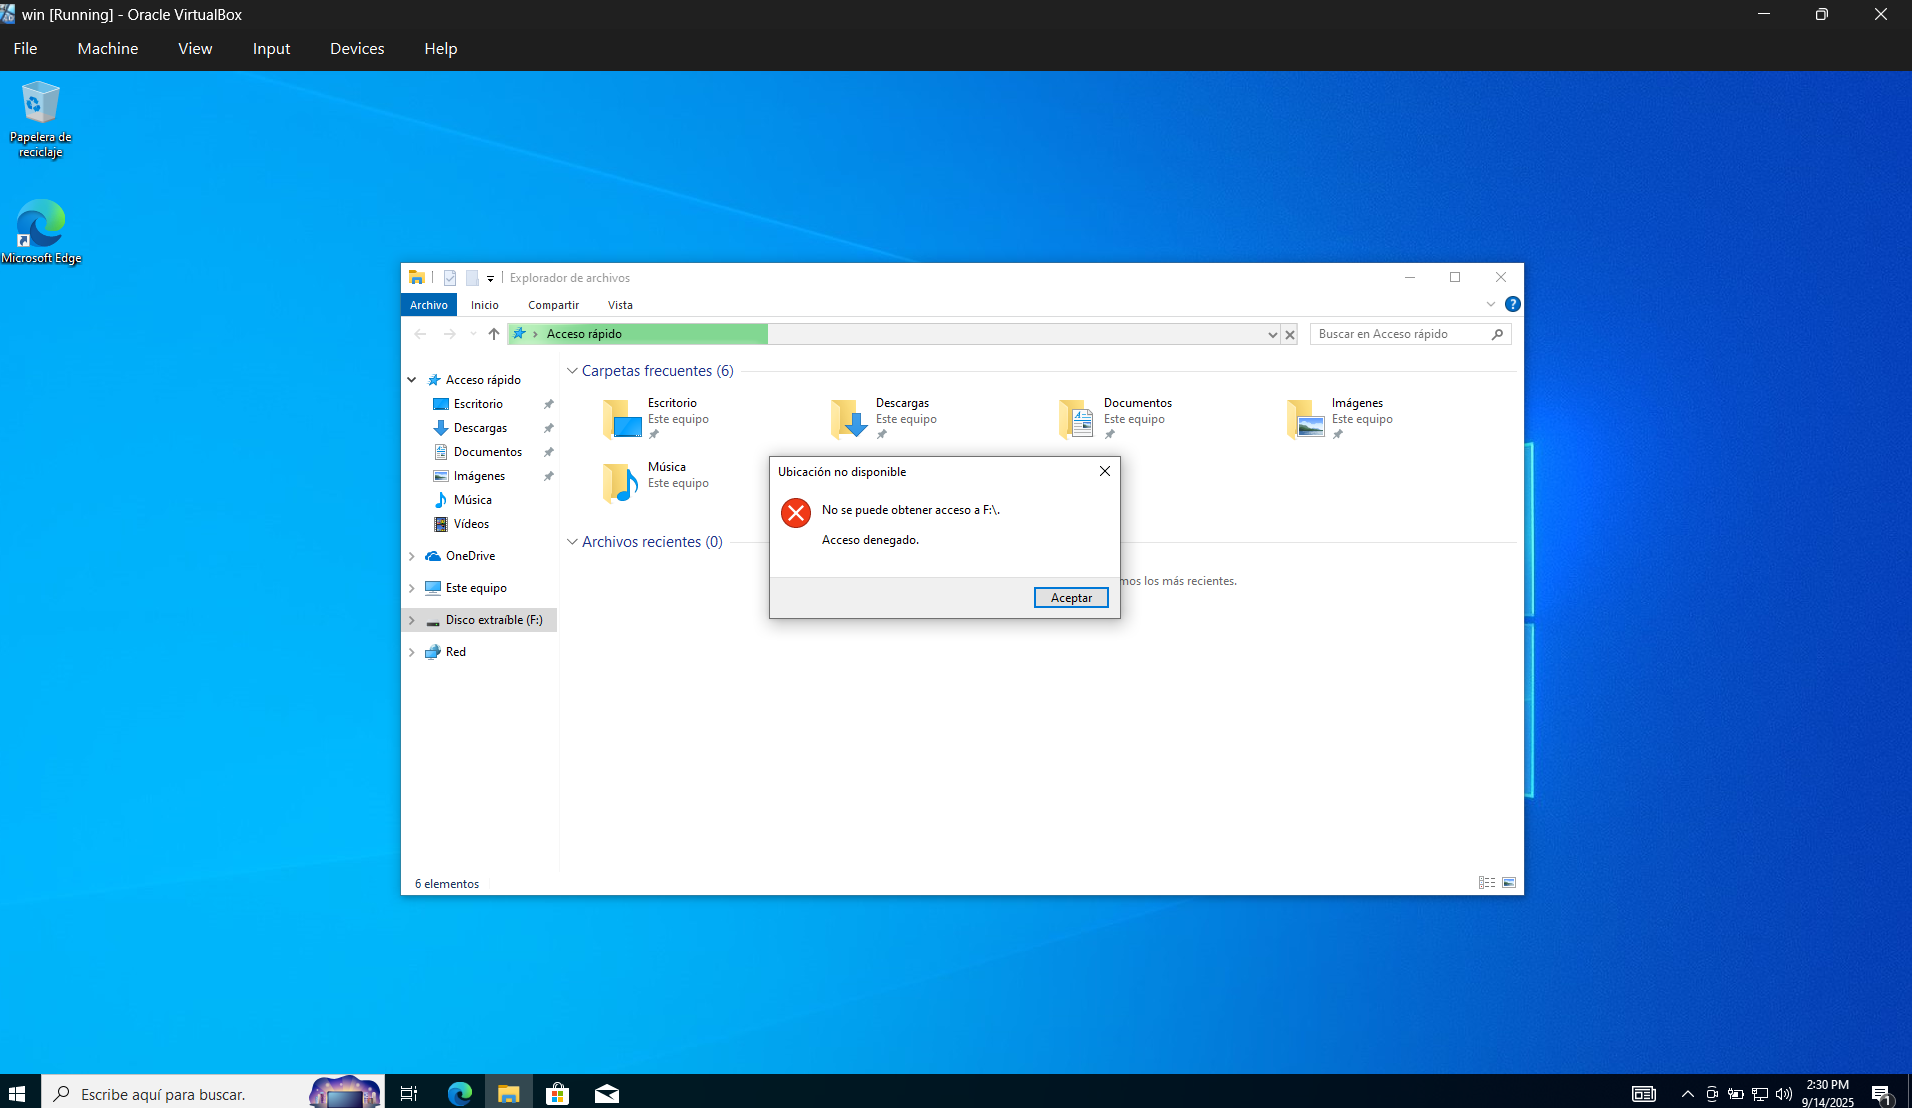 win [Running] - Oracle VirtualBox
File Machine View Input Devices Help
Papelera de
reciclaje
Microsoft Edge
Explorador de archivos
Archivo Inicio Compartir Vista
Acceso rápido
Buscar en Acceso rápido
Acceso rápido
Escritorio
Descargas
Documentos
Imágenes
Música
Vídeos
OneDrive
Este equipo
Disco extraíble (F:)
Red
Carpetas frecuentes (6)
Escritorio
Este equipo
Descargas
Este equipo
Documentos
Este equipo
Imágenes
Este equipo
Música
Este equipo
Archivos recientes (0)
los más recientes.
Ubicación no disponible
No se puede obtener acceso a F:\.
Acceso denegado.
Aceptar
6 elementos
Escribe aquí para buscar.
2:30 PM
9/14/2025
1